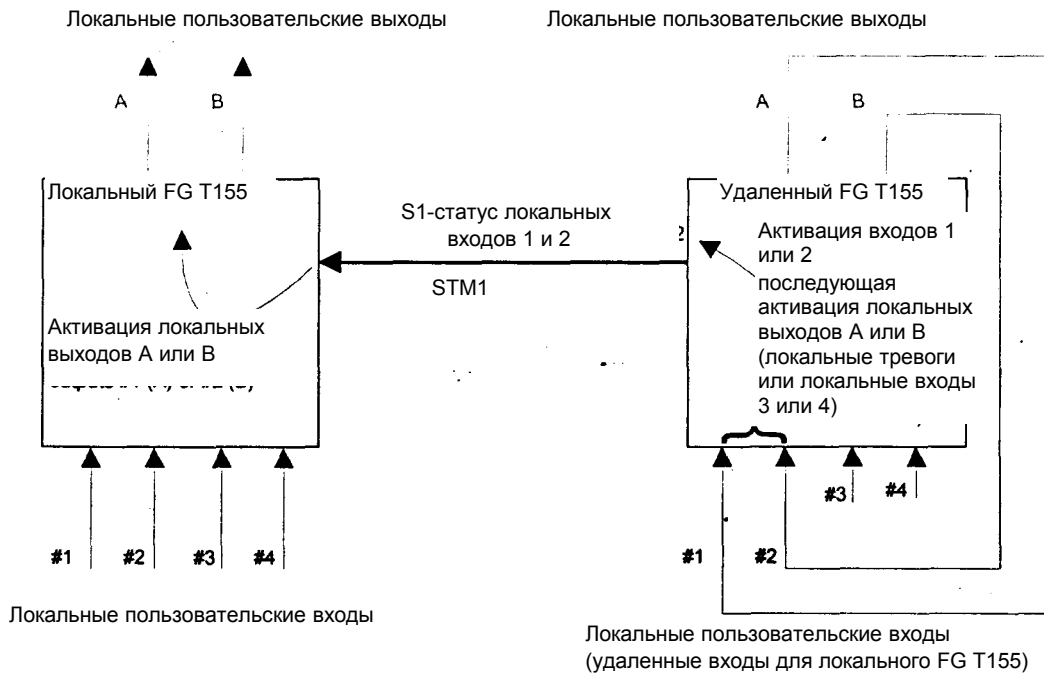 Локальные пользовательские выходы
Локальные пользовательские выходы
A
B
A
B
Локальный FG T155
Удаленный FG T155
S1-статус локальных
входов 1 и 2
STM1
Активация входов 1
или 2
последующая
активация локальных
выходов А или В
(локальные тревоги
или локальные входы
3 или 4)
Активация локальных
выходов А или В
#1
#2
#3
#4
#1
#2
#3
#4
Локальные пользовательские входы
Локальные пользовательские входы
(удаленные входы для локального FG T155)